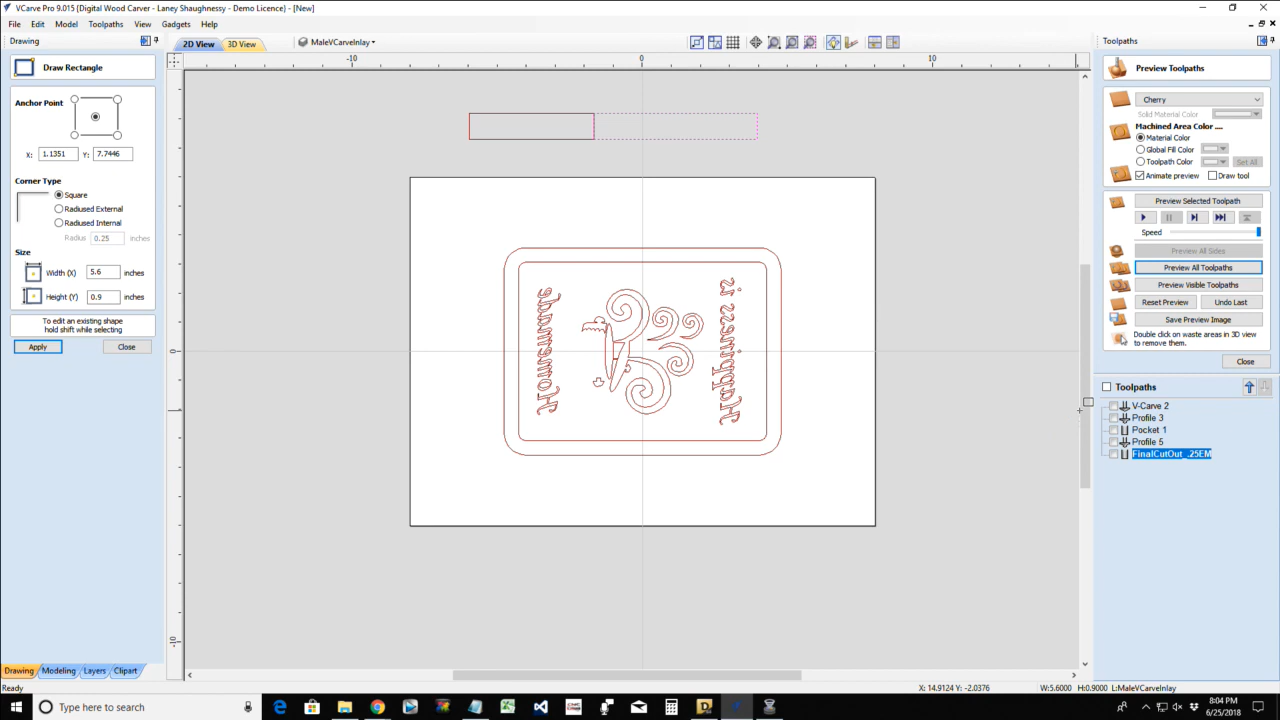 VCarve Pro 9.015 {Digital Wood Carver - Laney Shaughnessy - Demo Licence} - [New]
File Edit Model Toolpaths View Gadgets Help
Drawing
Draw Rectangle
Anchor Point
X: 1.1351 Y: 7.7446
Corner Type
Square
Radiused External
Radiused Internal
Radius 0.25 inches
Size
Width (X) 5.6 inches
Height (Y) 0.9 inches
To edit an existing shape
hold shift while selecting
Apply Close
Drawing Modeling Layers Clipart
Ready
2D View 3D View MaleVCarveInlay
-10 0 10
0
-10
Homemade
Happiness is
Toolpaths
Preview Toolpaths
Cherry
Solid Material Color
Machined Area Color ....
Material Color
Global Fill Color
Toolpath Color Set All
Animate preview Draw tool
Preview Selected Toolpath
Speed
Preview All Sides
Preview All Toolpaths
Preview Visible Toolpaths
Reset Preview Undo Last
Save Preview Image
Double click on waste areas in 3D view
to remove them.
Close
Toolpaths
V-Carve 2
Profile 3
Pocket 1
Profile 5
FinalCutOut_.25EM
X: 14.9124 Y: -2.0376 W:5.6000 H:0.9000 L:MaleVCarveInlay
Type here to search
8:04 PM
6/25/2018